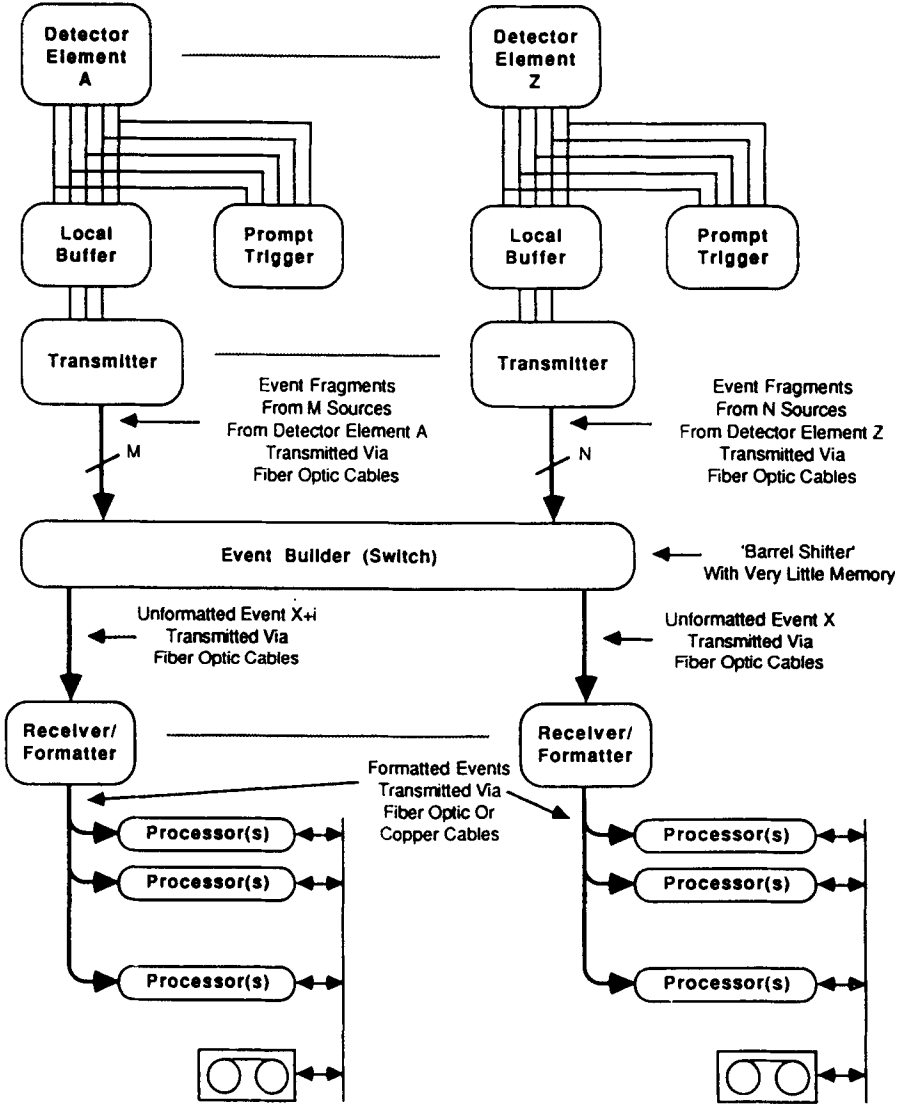 Detector
Element
A
Detector
Element
Z
Local
Buffer
Prompt
Trigger
Local
Buffer
Prompt
Trigger
Transmitter
Transmitter
Event Fragments
From M Sources
From Detector Element A
Transmitted Via
Fiber Optic Cables
M
Event Fragments
From N Sources
From Detector Element Z
Transmitted Via
Fiber Optic Cables
N
Event Builder (Switch)
'Barrel Shifter'
With Very Little Memory
Unformatted Event X+i
Transmitted Via
Fiber Optic Cables
Unformatted Event X
Transmitted Via
Fiber Optic Cables
Receiver/
Formatter
Receiver/
Formatter
Formatted Events
Transmitted Via
Fiber Optic Or
Copper Cables
Processor(s)
Processor(s)
Processor(s)
Processor(s)
Processor(s)
Processor(s)